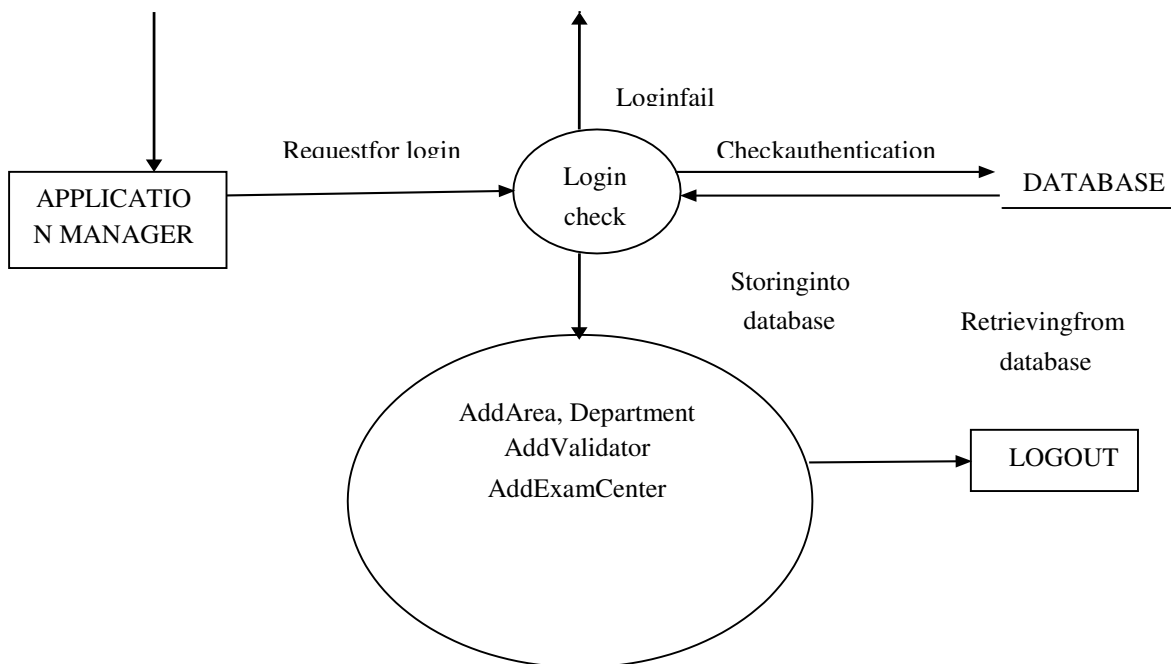 Loginfail
Requestfor login
Checkauthentication
APPLICATIO
N MANAGER
Login
check
DATABASE
Storinginto
database
Retrievingfrom
database
AddArea, Department
AddValidator
AddExamCenter
LOGOUT